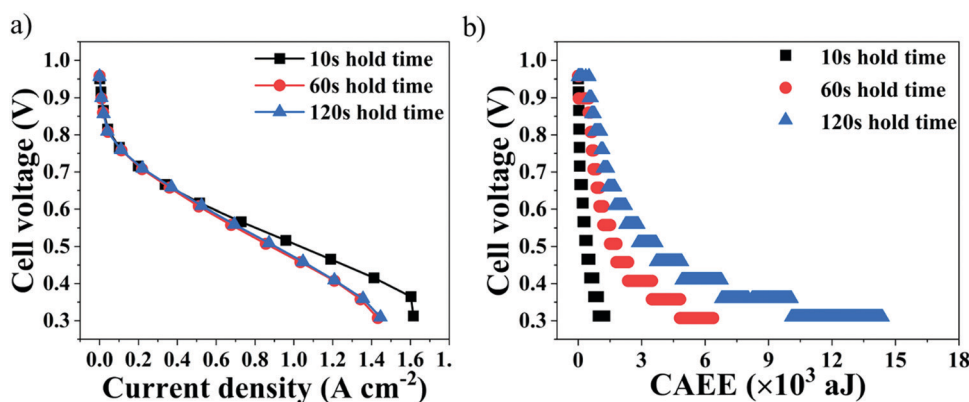 a)
1.0
0.9
0.8
0.7
0.6
0.5
0.4
0.3
Cell voltage (V)
10s hold time
60s hold time
120s hold time
0.0 0.2 0.4 0.6 0.8 1.0 1.2 1.4 1.6 1.
Current density (A cm⁻²)
b)
1.0
0.9
0.8
0.7
0.6
0.5
0.4
0.3
Cell voltage (V)
10s hold time
60s hold time
120s hold time
0 3 6 9 12 15 18
CAEE (×10³ aJ)